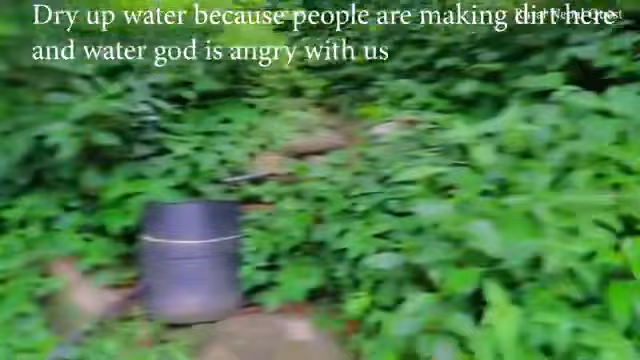 Dry up water because people are making dirt here
and water god is angry with us